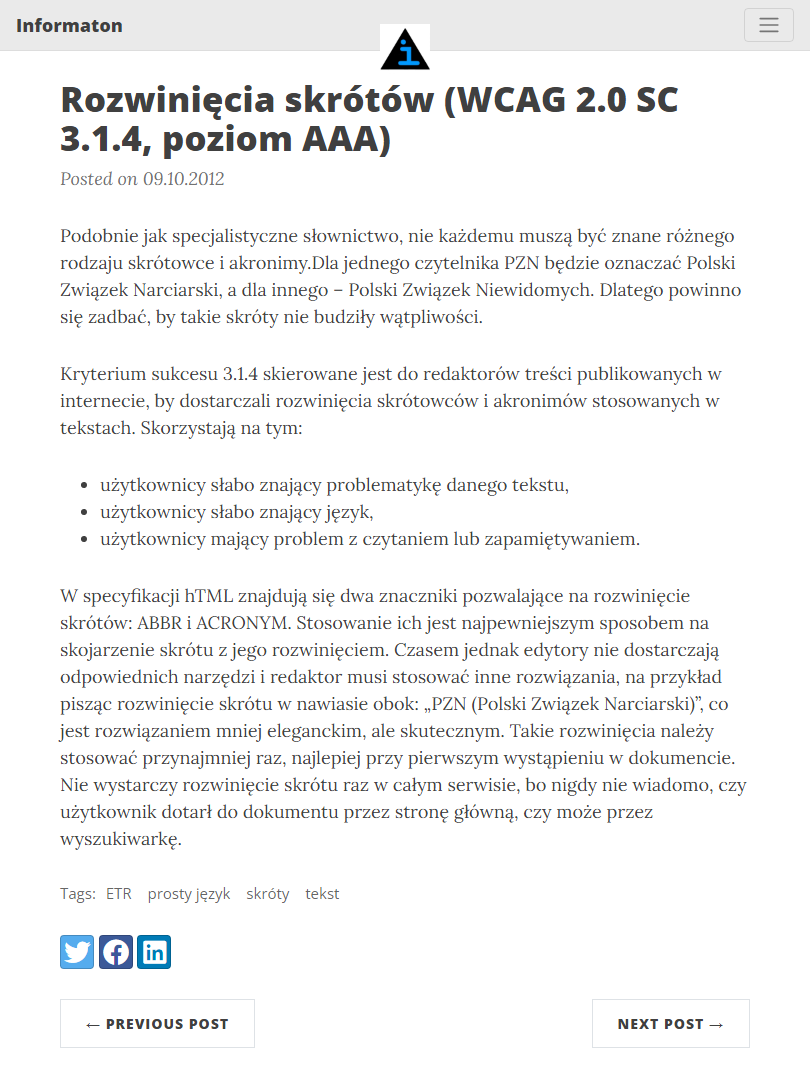 Informaton
i
Rozwinięcia skrótów (WCAG 2.0 SC
3.1.4, poziom AAA)
Posted on 09.10.2012
Podobnie jak specjalistyczne słownictwo, nie każdemu muszą być znane różnego
rodzaju skrótowce i akronimy.Dla jednego czytelnika PZN będzie oznaczać Polski
Związek Narciarski, a dla innego – Polski Związek Niewidomych. Dlatego powinno
się zadbać, by takie skróty nie budziły wątpliwości.
Kryterium sukcesu 3.1.4 skierowane jest do redaktorów treści publikowanych w
internecie, by dostarczali rozwinięcia skrótowców i akronimów stosowanych w
tekstach. Skorzystają na tym:
• użytkownicy słabo znający problematykę danego tekstu,
• użytkownicy słabo znający język,
• użytkownicy mający problem z czytaniem lub zapamiętywaniem.
W specyfikacji hTML znajdują się dwa znaczniki pozwalające na rozwinięcie
skrótów: ABBR i ACRONYM. Stosowanie ich jest najpewniejszym sposobem na
skojarzenie skrótu z jego rozwinięciem. Czasem jednak edytory nie dostarczają
odpowiednich narzędzi i redaktor musi stosować inne rozwiązania, na przykład
pisząc rozwinięcie skrótu w nawiasie obok: „PZN (Polski Związek Narciarski)”, co
jest rozwiązaniem mniej eleganckim, ale skutecznym. Takie rozwinięcia należy
stosować przynajmniej raz, najlepiej przy pierwszym wystąpieniu w dokumencie.
Nie wystarczy rozwinięcie skrótu raz w całym serwisie, bo nigdy nie wiadomo, czy
użytkownik dotarł do dokumentu przez stronę główną, czy może przez
wyszukiwarkę.
Tags: ETR prosty język skróty tekst
← PREVIOUS POST
NEXT POST →